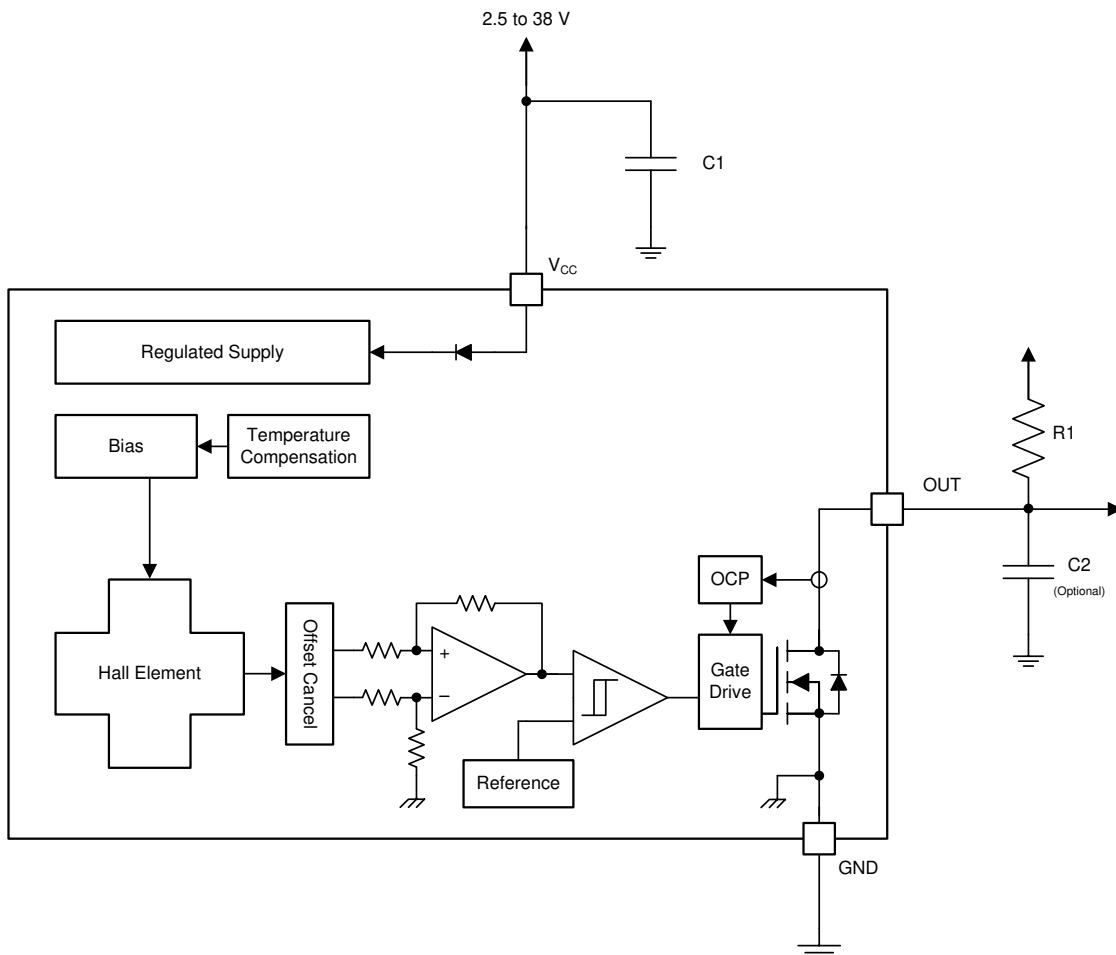 2.5 to 38 V
C1
VCC
Regulated Supply
Bias
Temperature
Compensation
R1
OUT
C2
(Optional)
OCP
Hall Element
Offset Cancel
+
−
Gate
Drive
Reference
GND